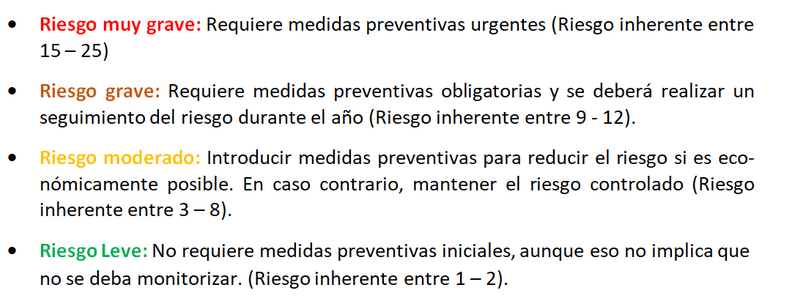 • Riesgo muy grave: Requiere medidas preventivas urgentes (Riesgo inherente entre
15 – 25)
• Riesgo grave: Requiere medidas preventivas obligatorias y se deberá realizar un
seguimiento del riesgo durante el año (Riesgo inherente entre 9 - 12).
• Riesgo moderado: Introducir medidas preventivas para reducir el riesgo si es eco-
nómicamente posible. En caso contrario, mantener el riesgo controlado (Riesgo
inherente entre 3 – 8).
• Riesgo Leve: No requiere medidas preventivas iniciales, aunque eso no implica que
no se deba monitorizar. (Riesgo inherente entre 1 – 2).